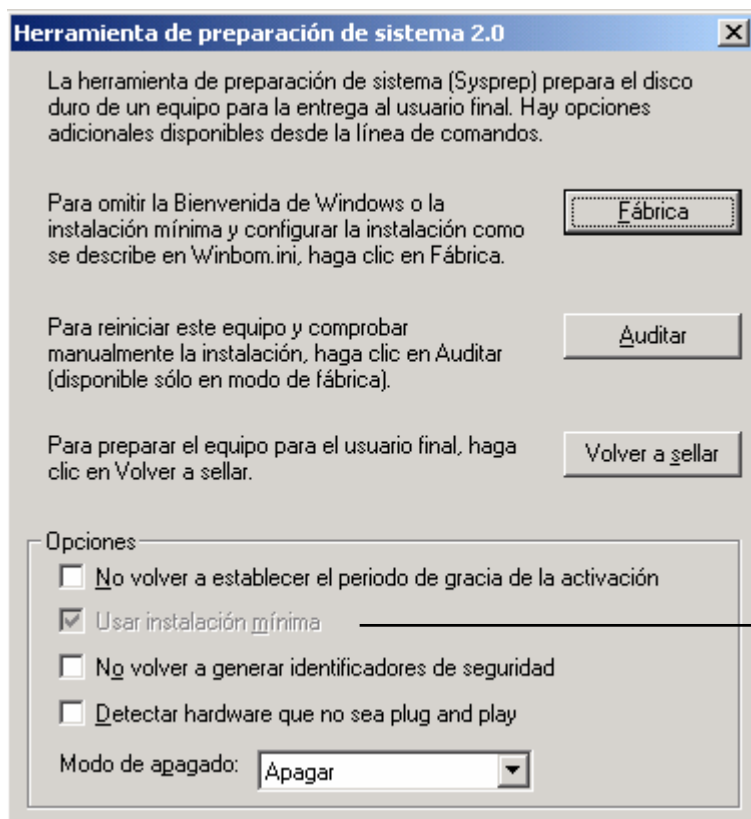 Herramienta de preparación de sistema 2.0
La herramienta de preparación de sistema (Sysprep) prepara el disco
duro de un equipo para la entrega al usuario final. Hay opciones
adicionales disponibles desde la línea de comandos.
Para omitir la Bienvenida de Windows o la
instalación mínima y configurar la instalación como
se describe en Winbom.ini, haga clic en Fábrica.
Fábrica
Para reiniciar este equipo y comprobar
manualmente la instalación, haga clic en Auditar
(disponible sólo en modo de fábrica).
Auditar
Para preparar el equipo para el usuario final, haga
clic en Volver a sellar.
Volver a sellar
Opciones
No volver a establecer el periodo de gracia de la activación
Usar instalación mínima
No volver a generar identificadores de seguridad
Detectar hardware que no sea plug and play
Modo de apagado: Apagar